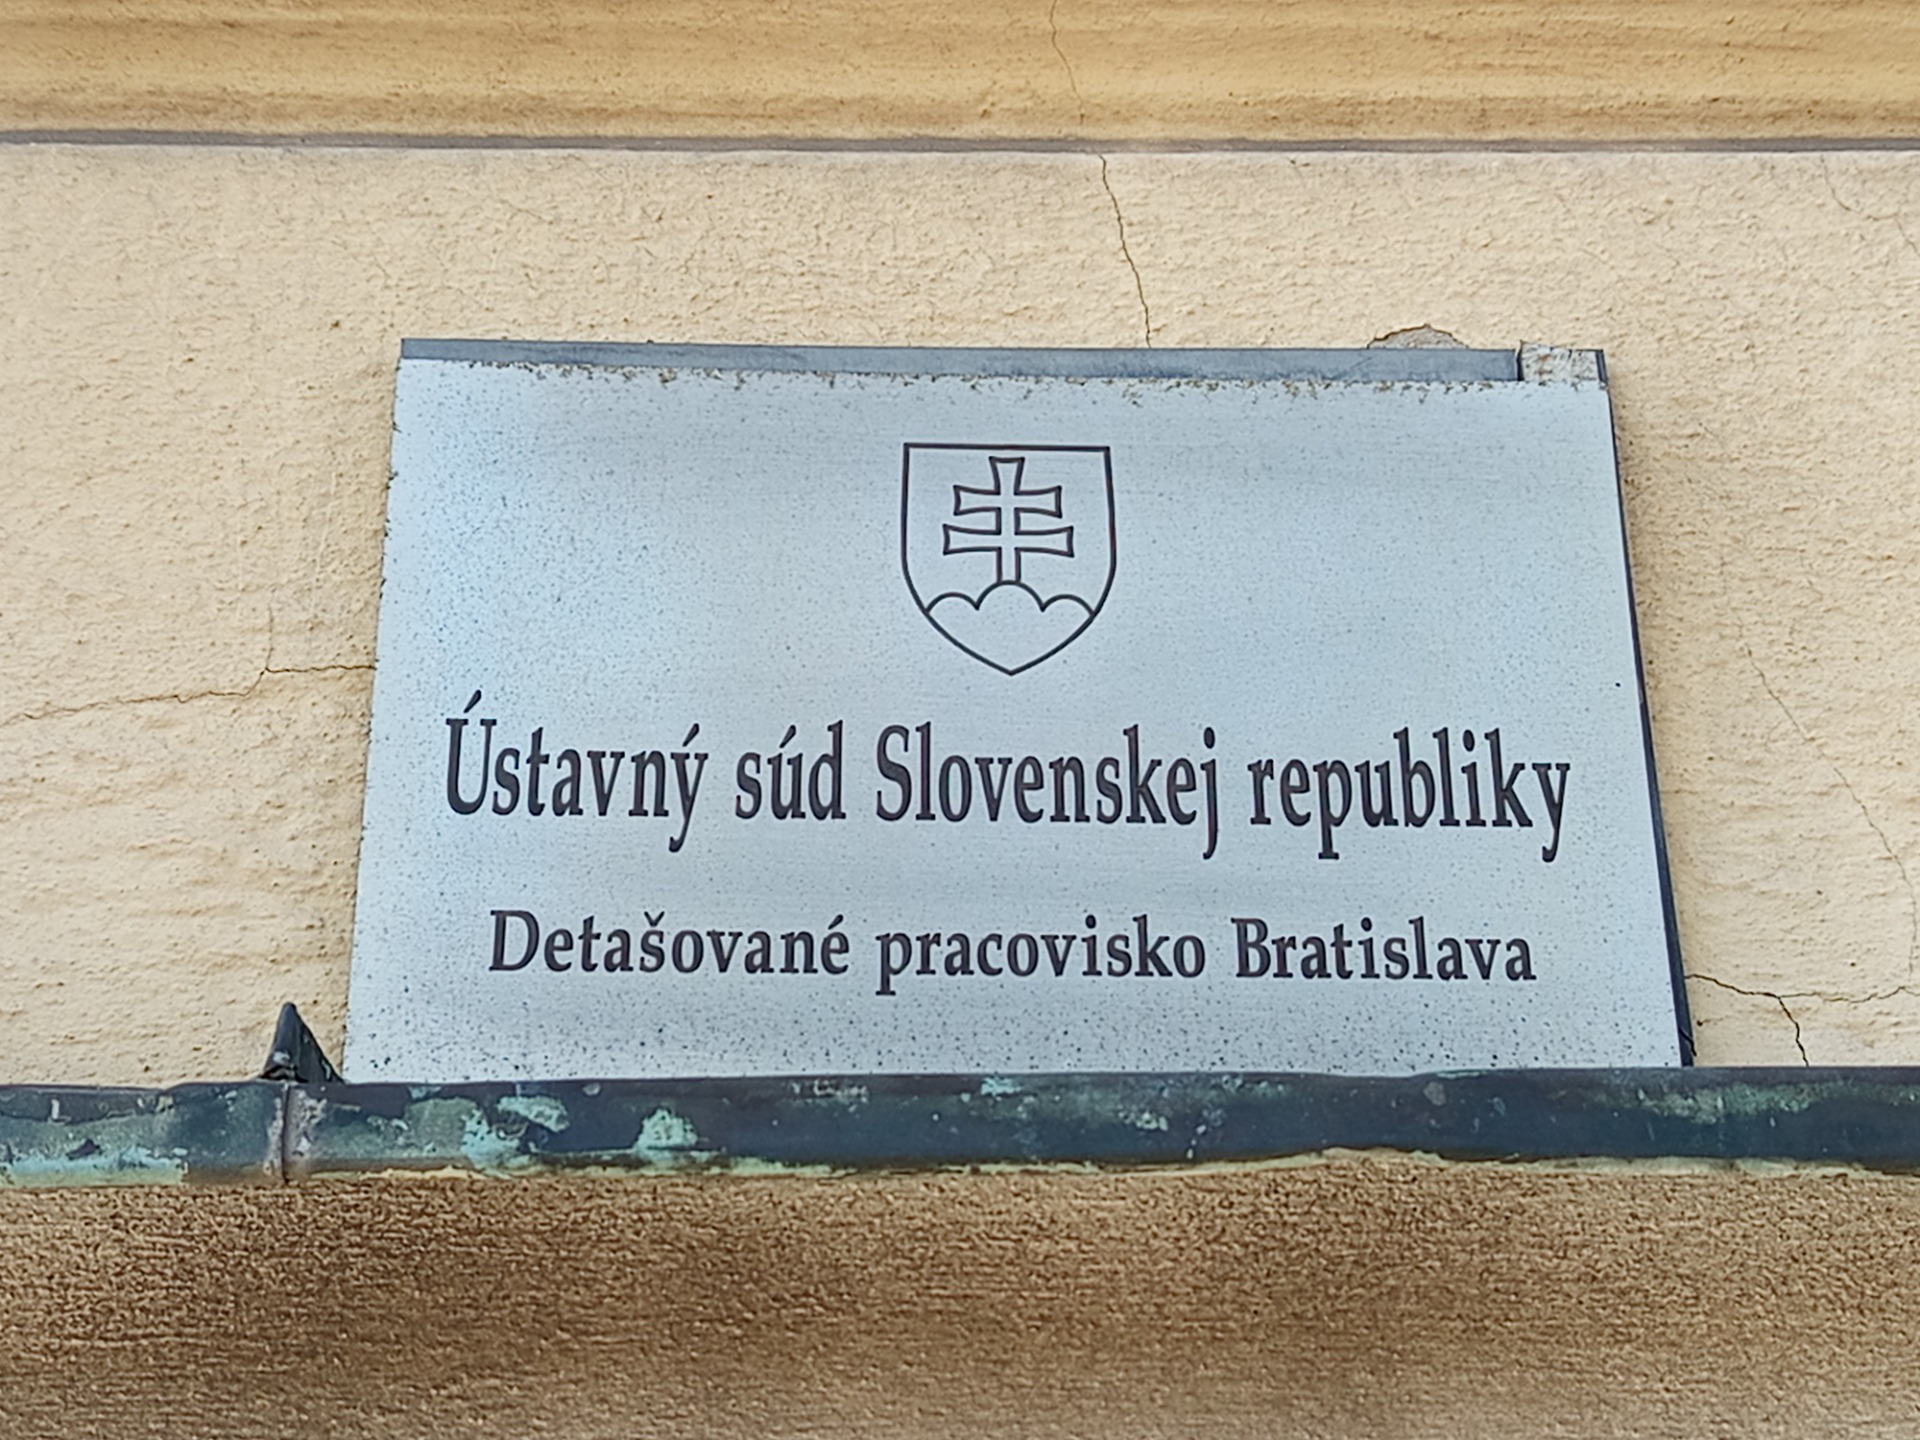 Ústavný súd Slovenskej republiky
Detašované pracovisko Bratislava